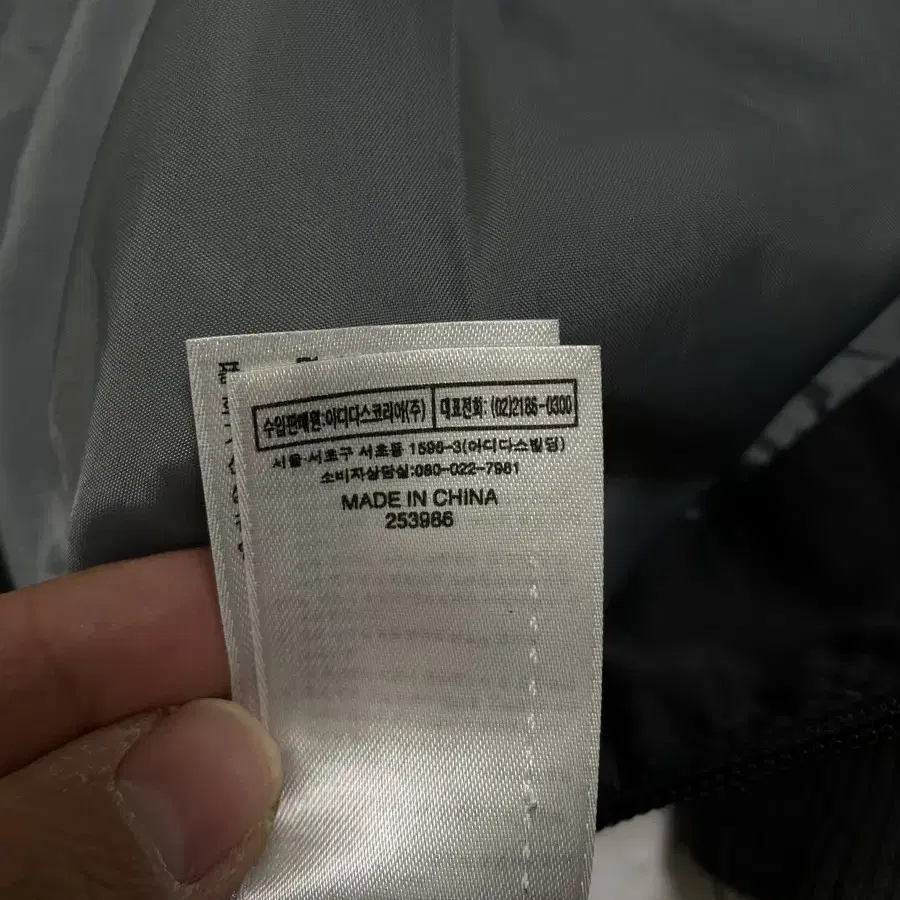 수입판매원:아디다스코리아(주) 대표전화: (02)2186-0300
서울·서초구 서초동 1596-3(아디다스빌딩)
소비자상담실:080-022-7961
MADE IN CHINA
253986